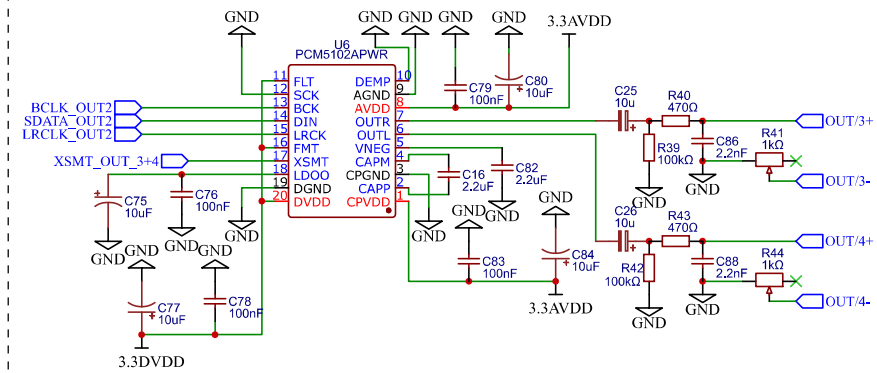 GND
GND
GND
GND
GND
3.3AVDD
U6
PCM5102APWR
11
FLT
DEMP
10
12
SCK
AGND
9
13
BCK
AVDD
8
14
DIN
OUTR
7
15
LRCK
OUTL
6
16
FMT
VNEG
5
17
XSMT
CAPM
4
18
LDOO
CPGND
3
19
DGND
CAPP
2
20
DVDD
CPVDD
1
BCLK_OUT2
SDATA_OUT2
LRCLK_OUT2
XSMT_OUT_3+4
C79
100nF
C80
10uF
C25
10u
R40
470Ω
OUT/3+
R39
100kΩ
C86
2.2nF
R41
1kΩ
OUT/3-
GND
GND
C75
10uF
C76
100nF
GND
GND
GND
C16
2.2uF
C82
2.2uF
GND
GND
GND
C83
100nF
GND
C84
10uF
3.3AVDD
C26
10u
R43
470Ω
OUT/4+
R42
100kΩ
C88
2.2nF
R44
1kΩ
OUT/4-
GND
GND
GND
GND
C77
10uF
C78
100nF
3.3DVDD